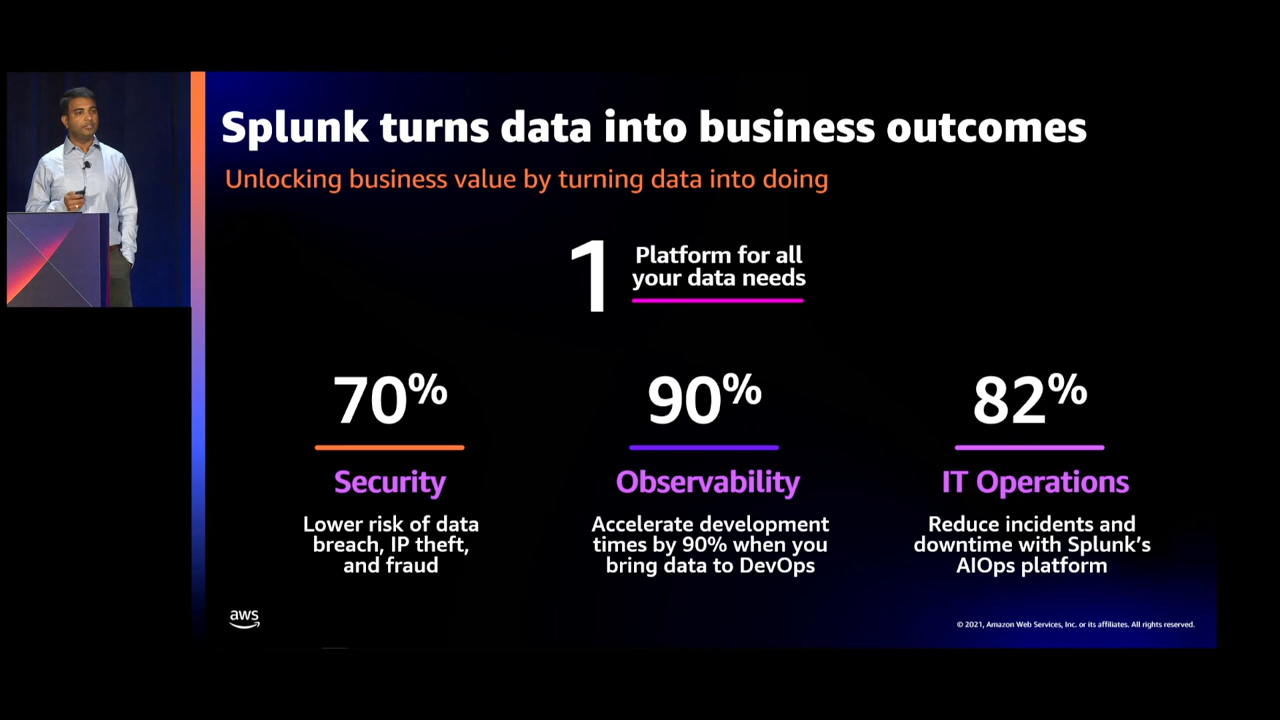 Splunk turns data into business outcomes
Unlocking business value by turning data into doing
1
Platform for all
your data needs
70%
Security
Lower risk of data
breach, IP theft,
and fraud
90%
Observability
Accelerate development
times by 90% when you
bring data to DevOps
82%
IT Operations
Reduce incidents and
downtime with Splunk’s
AIOps platform
aws
© 2021, Amazon Web Services, Inc. or its affiliates. All rights reserved.